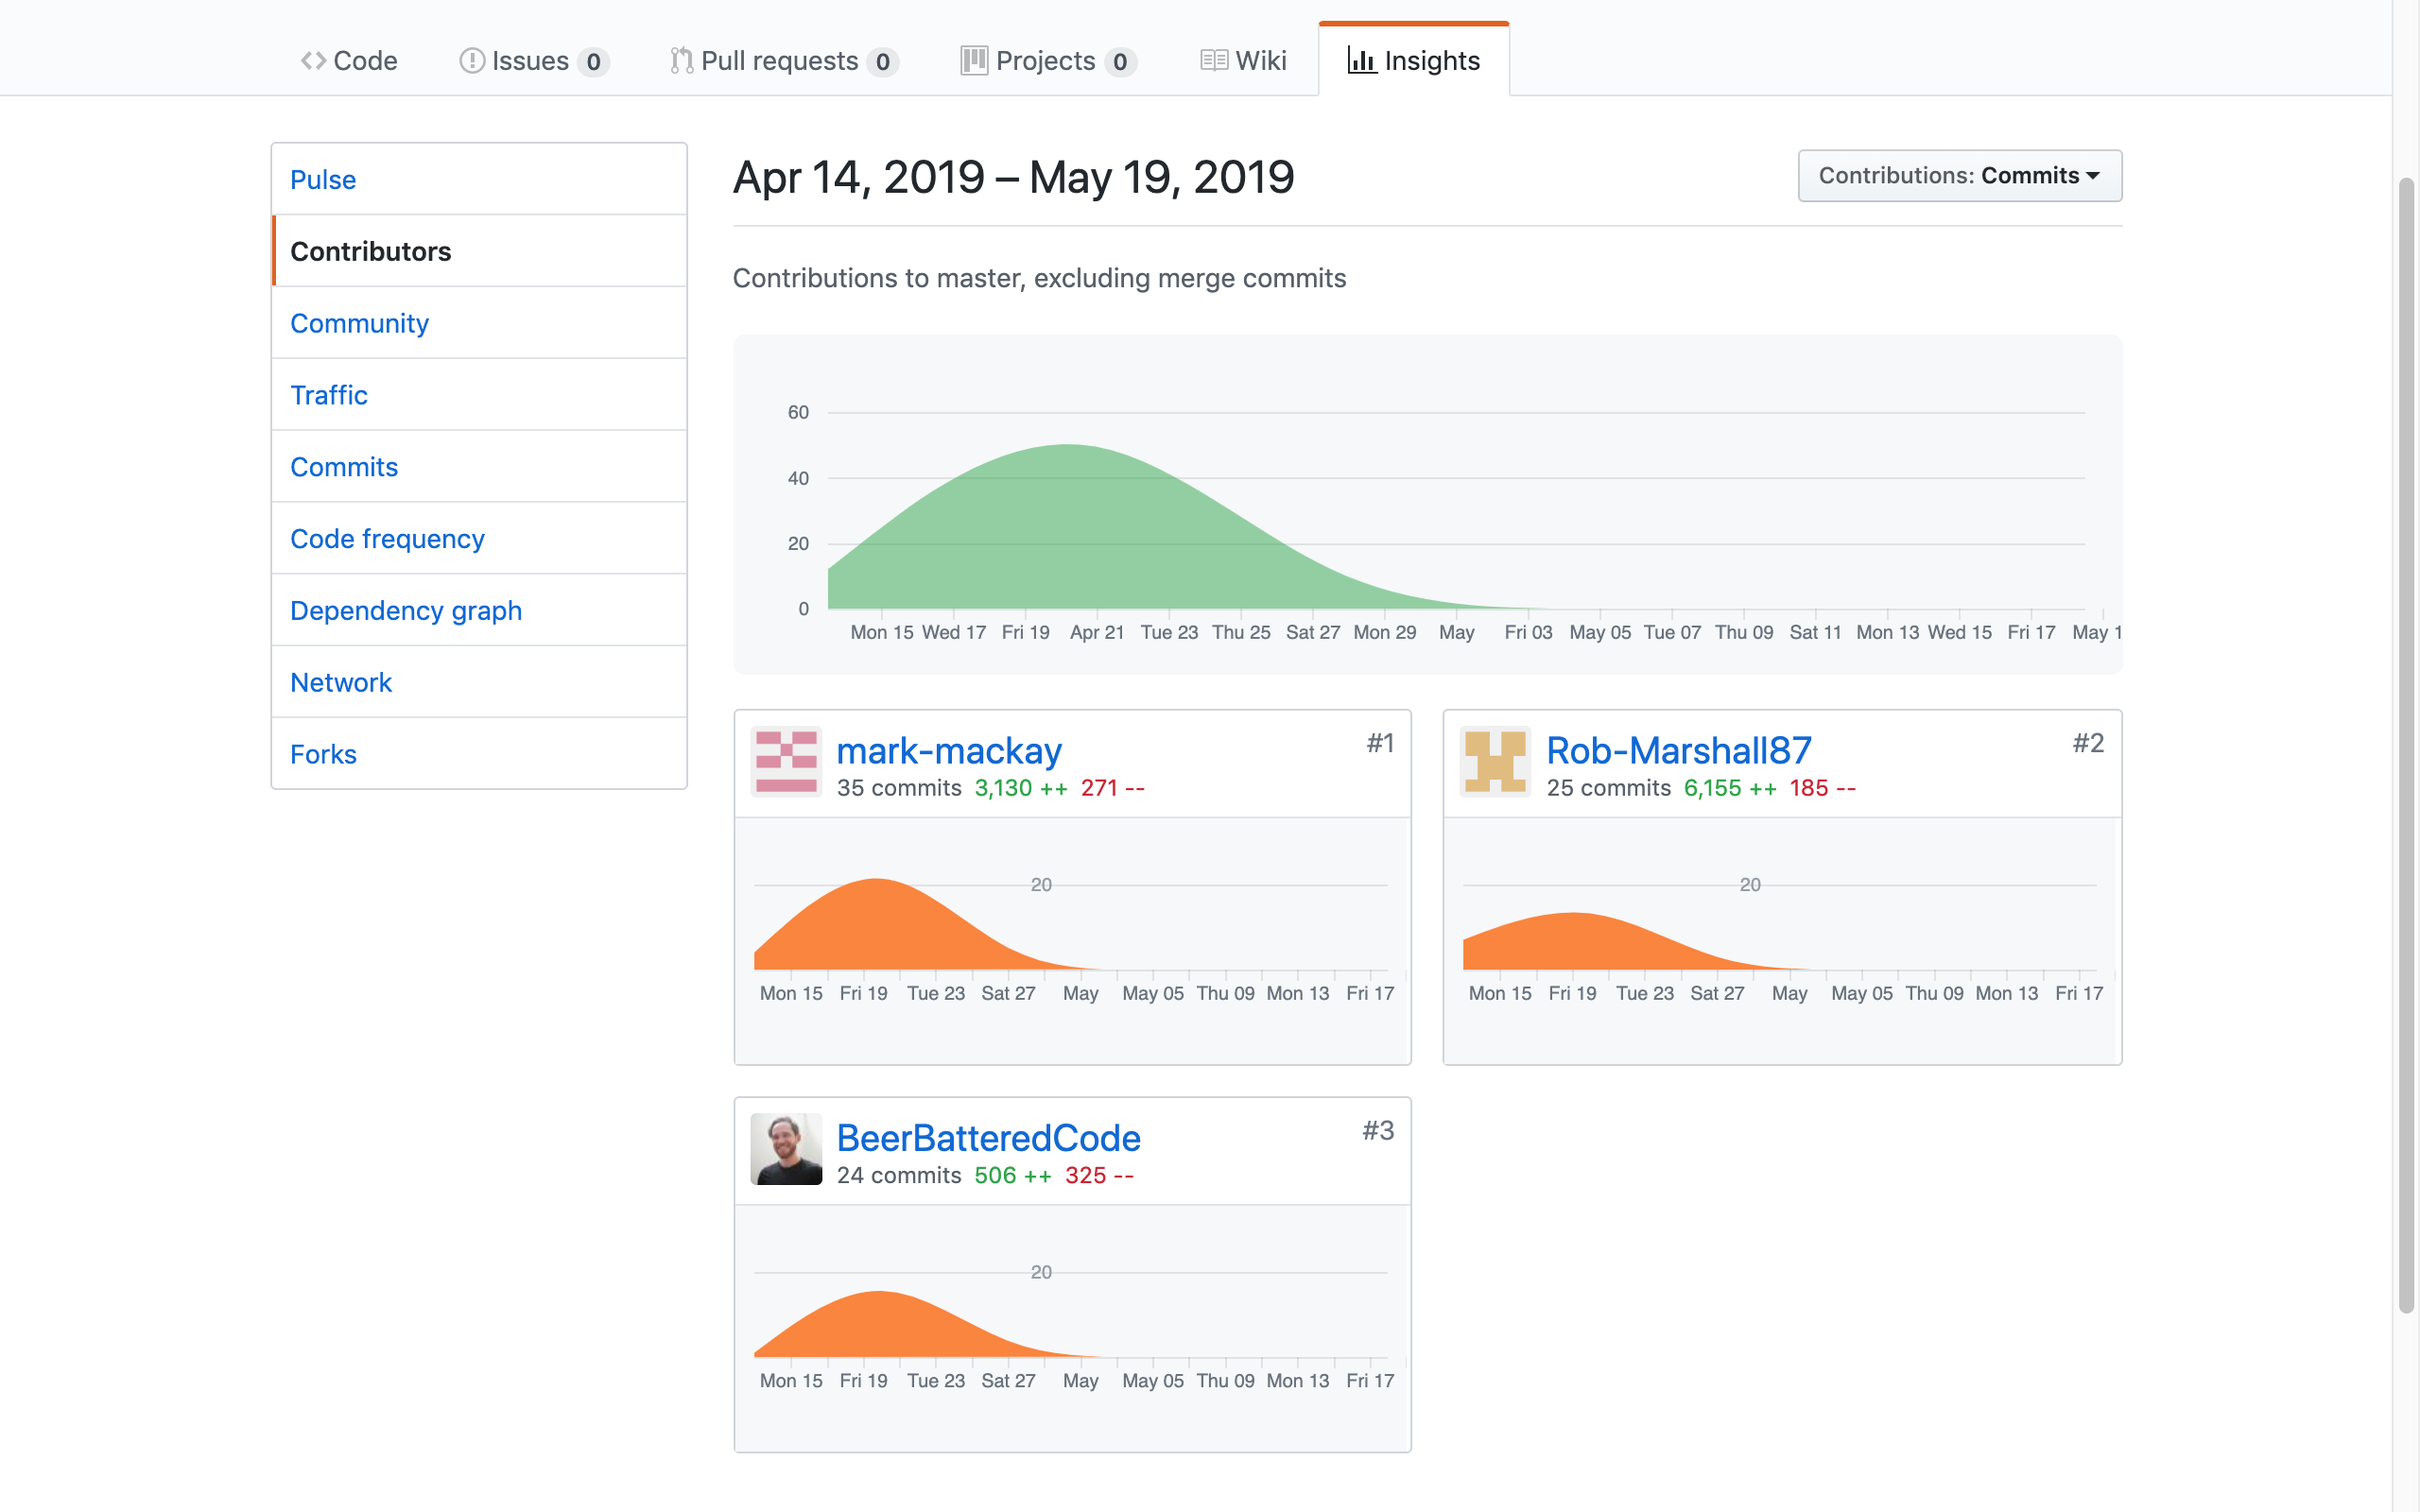 Code Issues 0 Pull requests 0 Projects 0 Wiki Insights
Pulse
Contributors
Community
Traffic
Commits
Code frequency
Dependency graph
Network
Forks
Apr 14, 2019 – May 19, 2019
Contributions: Commits
Contributions to master, excluding merge commits
60
40
20
0
Mon 15 Wed 17 Fri 19 Apr 21 Tue 23 Thu 25 Sat 27 Mon 29 May Fri 03 May 05 Tue 07 Thu 09 Sat 11 Mon 13 Wed 15 Fri 17 May 1
mark-mackay #1
35 commits 3,130 ++ 271 --
20
Mon 15 Fri 19 Tue 23 Sat 27 May May 05 Thu 09 Mon 13 Fri 17
Rob-Marshall87 #2
25 commits 6,155 ++ 185 --
20
Mon 15 Fri 19 Tue 23 Sat 27 May May 05 Thu 09 Mon 13 Fri 17
BeerBatteredCode #3
24 commits 506 ++ 325 --
20
Mon 15 Fri 19 Tue 23 Sat 27 May May 05 Thu 09 Mon 13 Fri 17